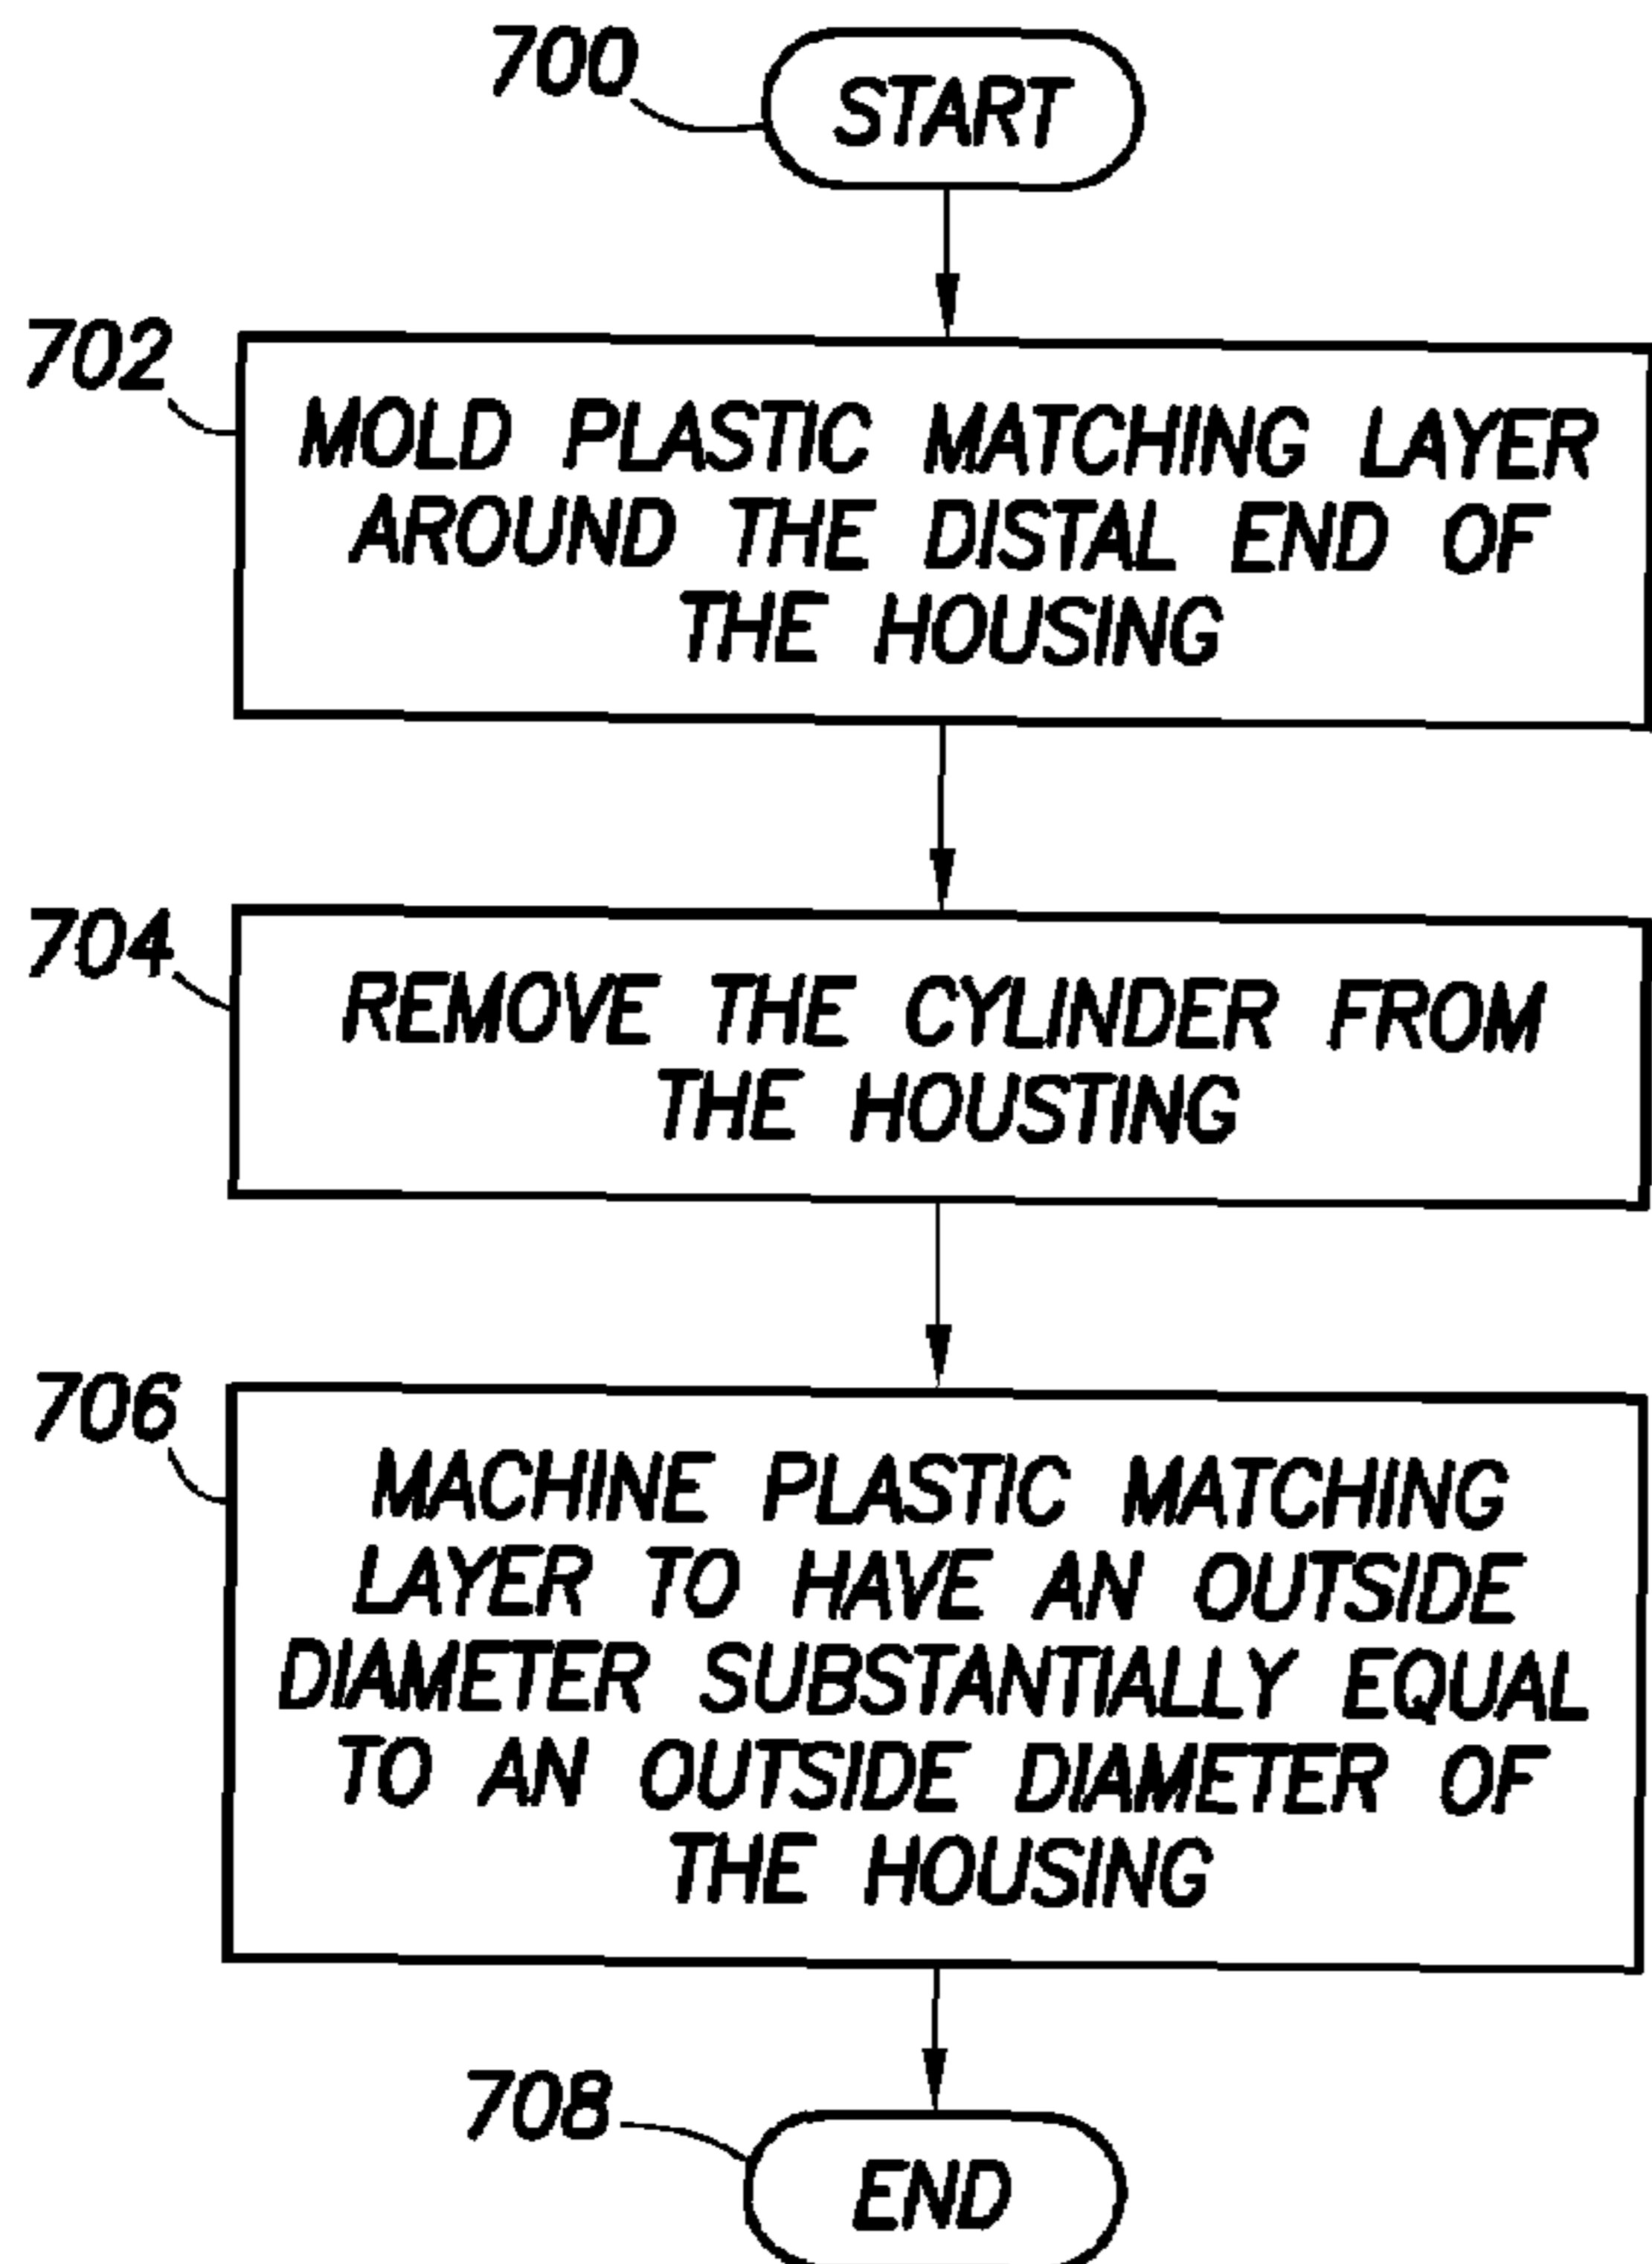 700
START
702
MOLD PLASTIC MATCHING LAYER
AROUND THE DISTAL END OF
THE HOUSING
704
REMOVE THE CYLINDER FROM
THE HOUSTING
706
MACHINE PLASTIC MATCHING
LAYER TO HAVE AN OUTSIDE
DIAMETER SUBSTANTIALLY EQUAL
TO AN OUTSIDE DIAMETER OF
THE HOUSING
708
END